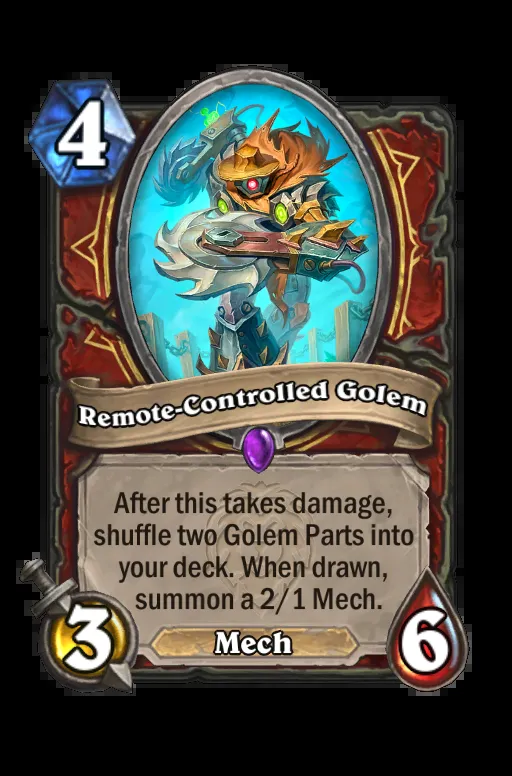 4
Remote-Controlled Golem
After this takes damage,
shuffle two Golem Parts into
your deck. When drawn,
summon a 2/1 Mech.
3
Mech
6